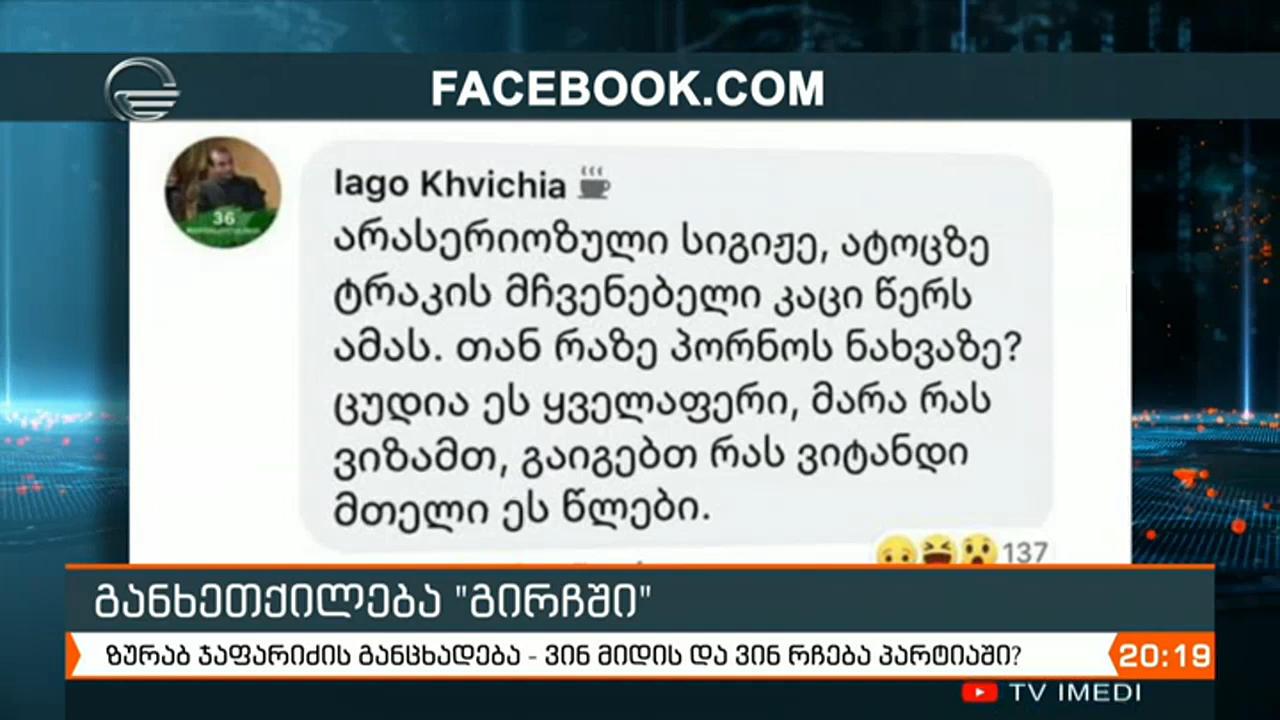 FACEBOOK.COM
Iago Khvichia
არასერიოზული სიგიჟე, ატოცზე
ტრაკის მჩვენებელი კაცი წერს
ამას. თან რაზე პორნოს ნახვაზე?
ცუდია ეს ყველაფერი, მარა რას
ვიზამთ, გაიგებთ რას ვიტანდი
მთელი ეს წლები.
36
137
განხეთქილება "გირჩში"
ზურაბ ჯაფარიძის განცხადება - ვინ მიდის და ვინ რჩება პარტიაში?
20:19
TV IMEDI